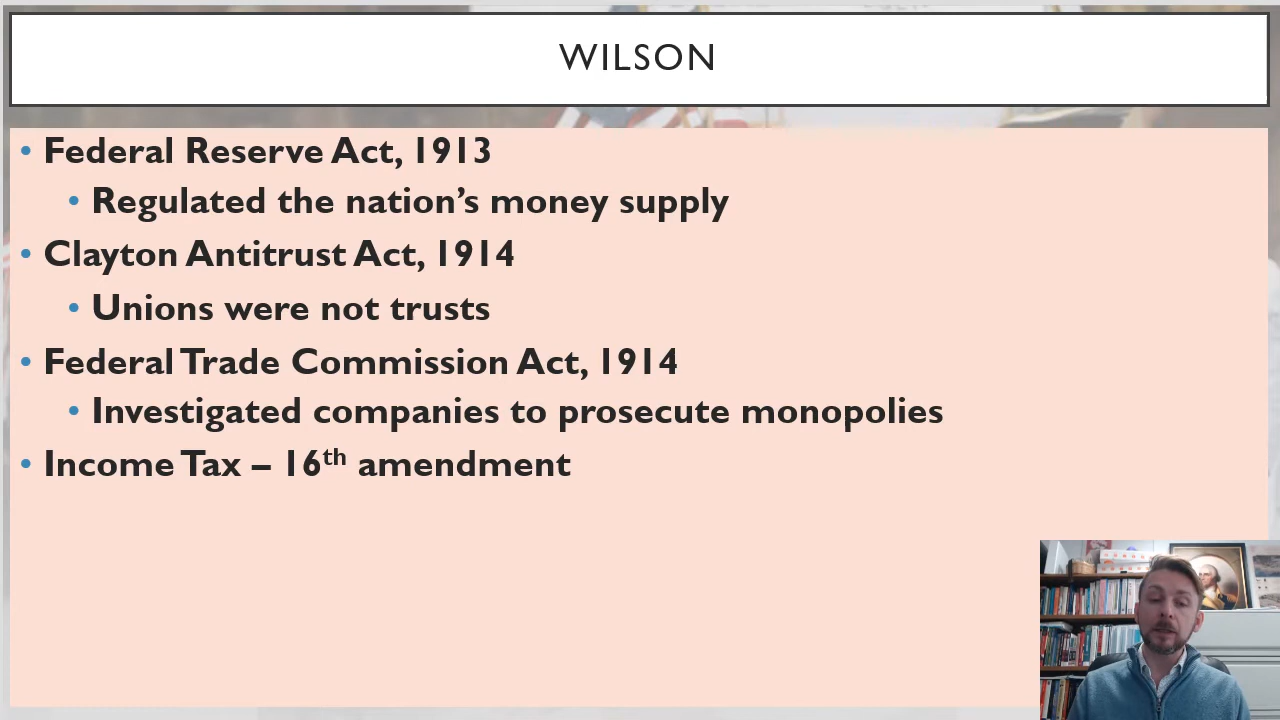 WILSON
• Federal Reserve Act, 1913
• Regulated the nation’s money supply
• Clayton Antitrust Act, 1914
• Unions were not trusts
• Federal Trade Commission Act, 1914
• Investigated companies to prosecute monopolies
• Income Tax – 16th amendment